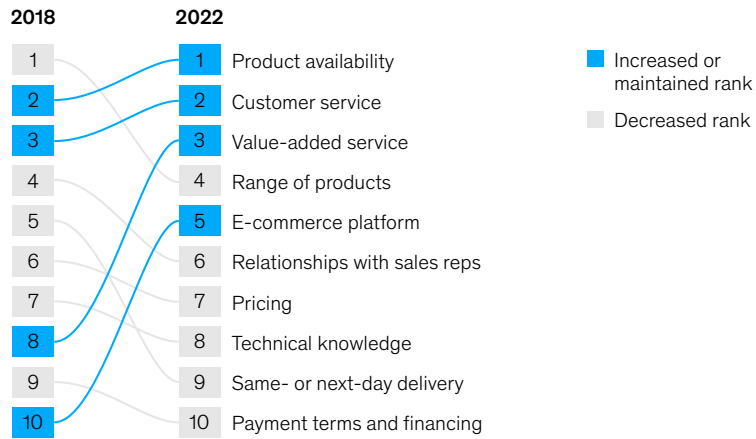 2018 2022
1 1 Product availability
2 2 Customer service
3 3 Value-added service
4 4 Range of products
5 5 E-commerce platform
6 6 Relationships with sales reps
7 7 Pricing
8 8 Technical knowledge
9 9 Same- or next-day delivery
10 10 Payment terms and financing
Increased or
maintained rank
Decreased rank